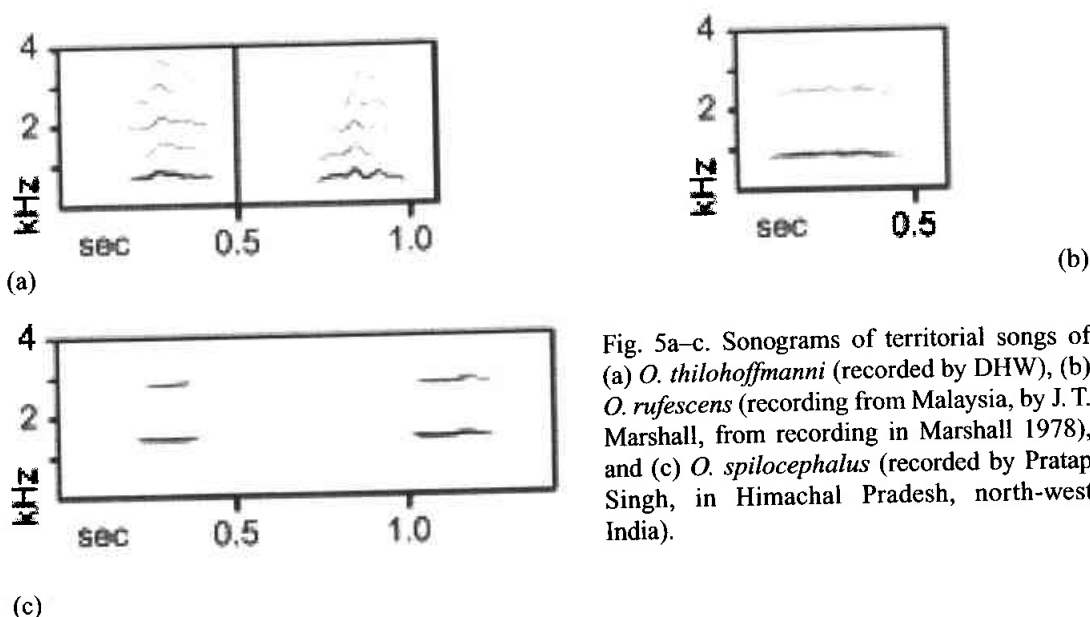 4
2
kHz
sec 0.5 1.0
(a)
4
2
kHz
sec 0.5
(b)
4
2
kHz
sec 0.5 1.0
(c)
Fig. 5a–c. Sonograms of territorial songs of
(a) O. thilohoffmanni (recorded by DHW), (b)
O. rufescens (recording from Malaysia, by J. T.
Marshall, from recording in Marshall 1978),
and (c) O. spilocephalus (recorded by Pratap
Singh, in Himachal Pradesh, north-west
India).